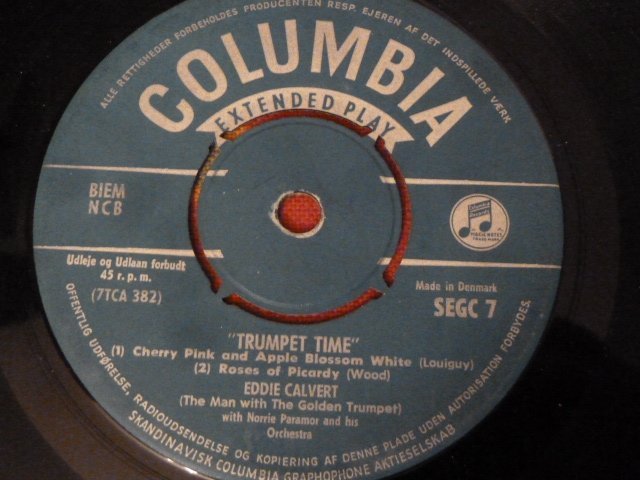 ALLE RETTIGHEDER FORBEHOLDES PRODUCENTEN RESP. EJEREN AF DET INDSPILLEDE VÆRK
COLUMBIA
EXTENDED PLAY
BIEM
NCB
Udleje og Udlaan forbudt
45 r.p.m.
(7TCA 382)
Made in Denmark
SEGC 7
"TRUMPET TIME"
(1) Cherry Pink and Apple Blossom White (Louiguy)
(2) Roses of Picardy (Wood)
EDDIE CALVERT
(The Man with The Golden Trumpet)
with Norrie Paramor and his
Orchestra
OFFENTLIG UDFØRELSE, RADIOUDSENDELSE OG KOPIERING AF DENNE PLADE UDEN AUTORISATION FORBYDES.
SKANDINAVISK COLUMBIA GRAPHOPHONE AKTIESELSKAB